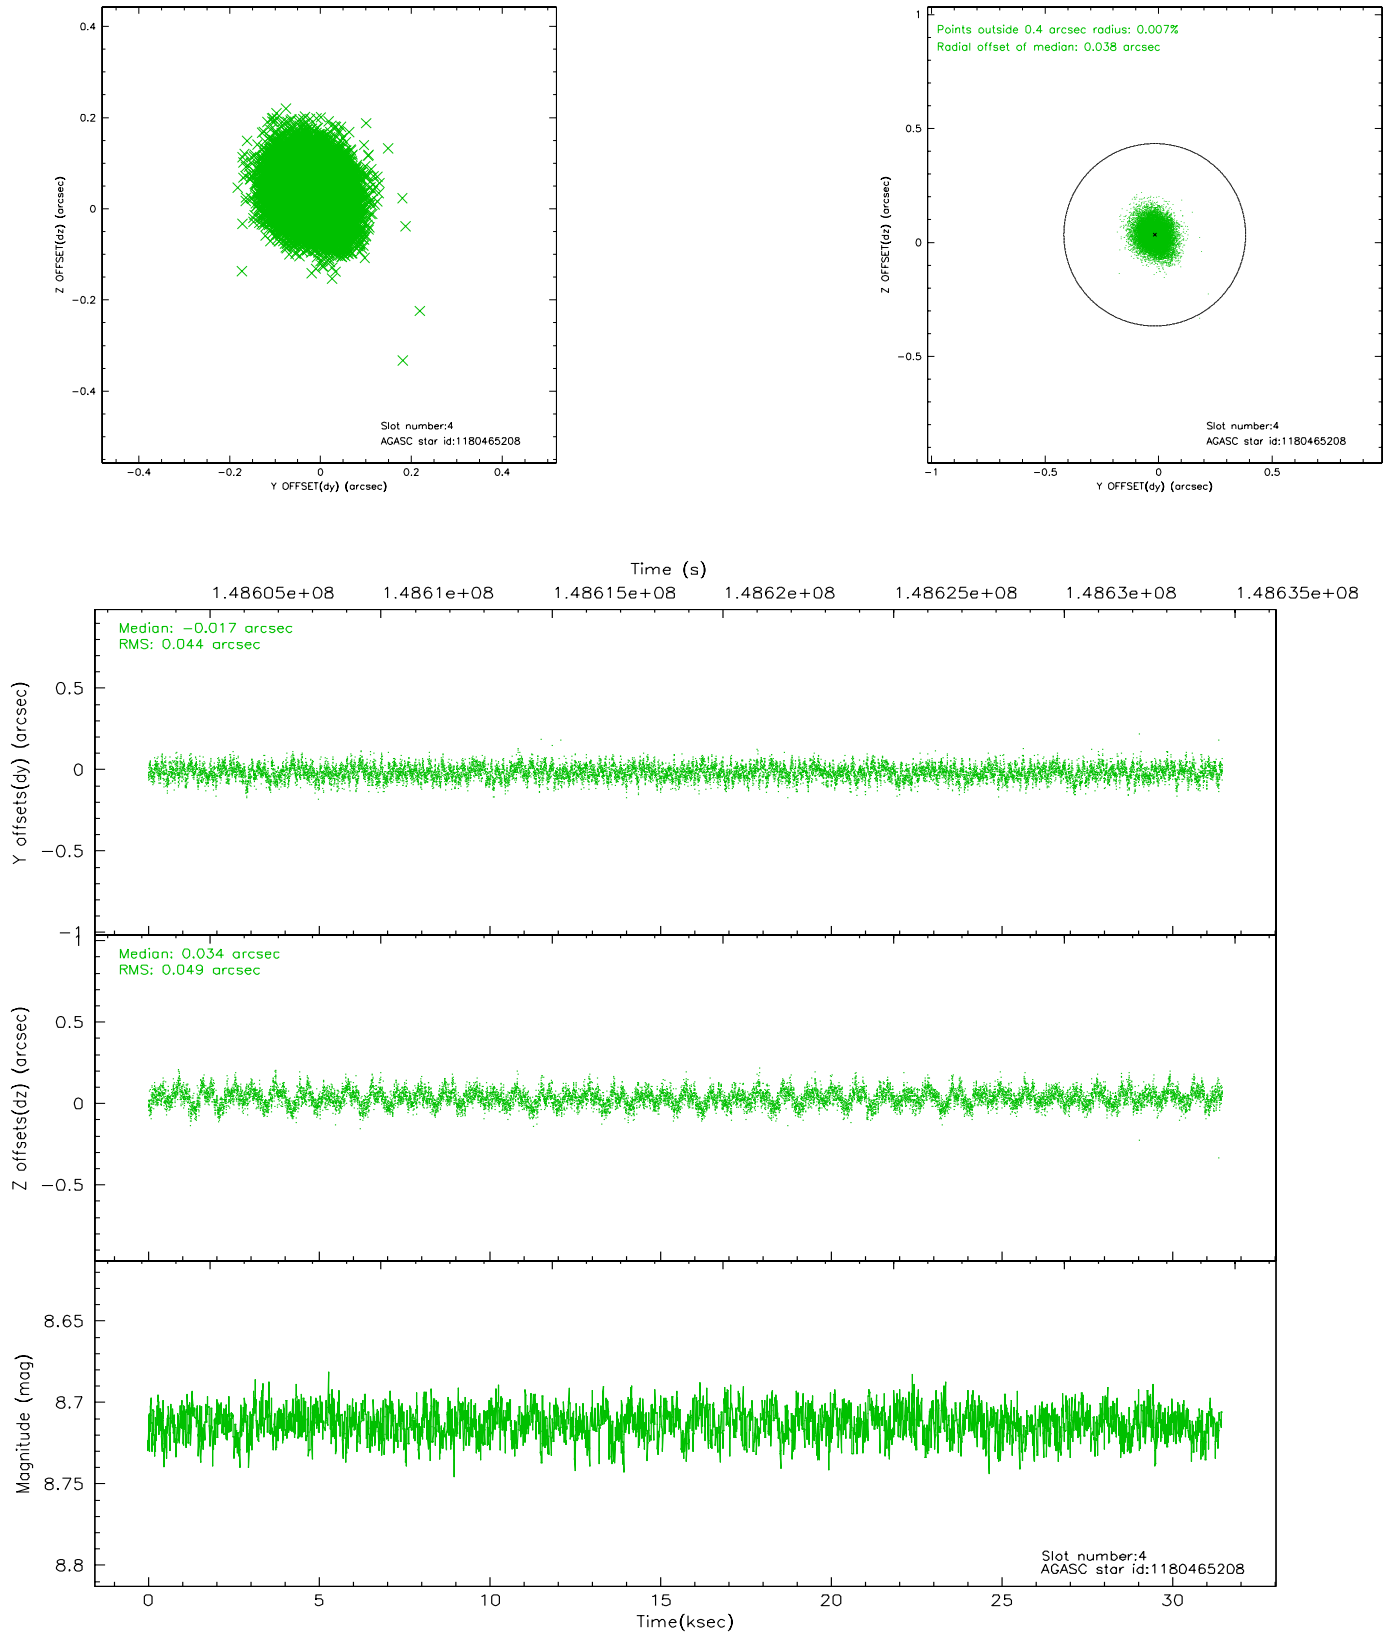 0.4
0.2
0
−0.2
−0.4
Z OFFSET(dz) (arcsec)
Slot number:4
AGASC star id:1180465208
−0.4 −0.2 0 0.2 0.4
Y OFFSET(dy) (arcsec)
Points outside 0.4 arcsec radius: 0.007%
Radial offset of median: 0.038 arcsec
1
0.5
0
−0.5
Z OFFSET(dz) (arcsec)
Slot number:4
AGASC star id:1180465208
−1 −0.5 0 0.5
Y OFFSET(dy) (arcsec)
Time (s)
1.48605e+08 1.4861e+08 1.48615e+08 1.4862e+08 1.48625e+08 1.4863e+08 1.48635e+08
Median: −0.017 arcsec
RMS: 0.044 arcsec
0.5
0
−0.5
−1
Y offsets(dy) (arcsec)
Median: 0.034 arcsec
RMS: 0.049 arcsec
1
0.5
0
−0.5
Z offsets(dz) (arcsec)
8.65
8.7
8.75
8.8
Magnitude (mag)
Slot number:4
AGASC star id:1180465208
0 5 10 15 20 25 30
Time(ksec)